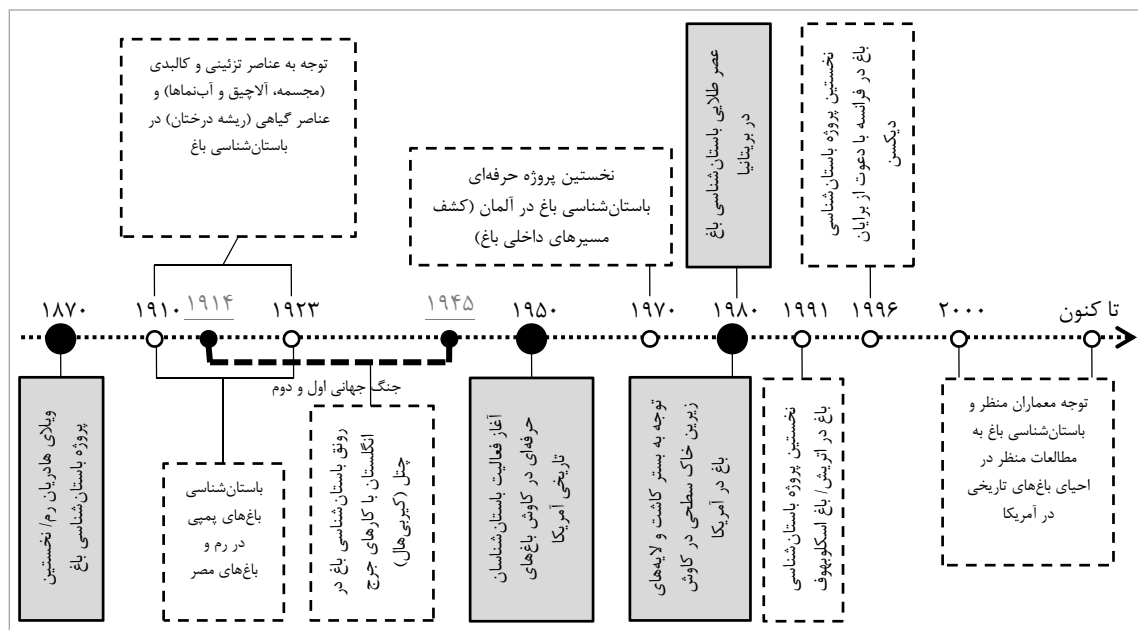 توجه به عناصر تزئینی و کالبدی
(مجسمه، آلاچیق و آب‌نماها) و
عناصر گیاهی (ریشه درختان) در
باستان‌شناسی باغ
نخستین پروژه حرفه‌ای
باستان‌شناسی باغ در آلمان (کشف
مسیرهای داخلی باغ)
عصر طلایی باستان‌شناسی باغ
در بریتانیا
نخستین پروژه باستان‌شناسی
باغ در فرانسه با دعوت از برایان
دیکسن
۱۸۷۰
۱۹۱۰
۱۹۱۴
۱۹۲۳
۱۹۴۵
۱۹۵۰
۱۹۷۰
۱۹۸۰
۱۹۹۱
۱۹۹۶
۲۰۰۰
تا کنون
جنگ جهانی اول و دوم
ویلای هادریان رم/ نخستین
پروژه باستان‌شناسی باغ
باستان‌شناسی
باغ‌های پمپی
در رم و
باغ‌های مصر
رونق باستان‌شناسی باغ در
انگلستان با کارهای جرج
چتل (کیربی‌هال)
آغاز فعالیت باستان‌شناسان
حرفه‌ای در کاوش باغ‌های
تاریخی آمریکا
توجه به بستر کاشت و لایه‌های
زیرین خاک سطحی در کاوش
باغ در آمریکا
نخستین پروژه باستان‌شناسی
باغ در اتریش/ باغ اسکلوبهوف
توجه معماران منظر و
باستان‌شناسی باغ به
مطالعات منظر در
احیای باغ‌های تاریخی
در آمریکا